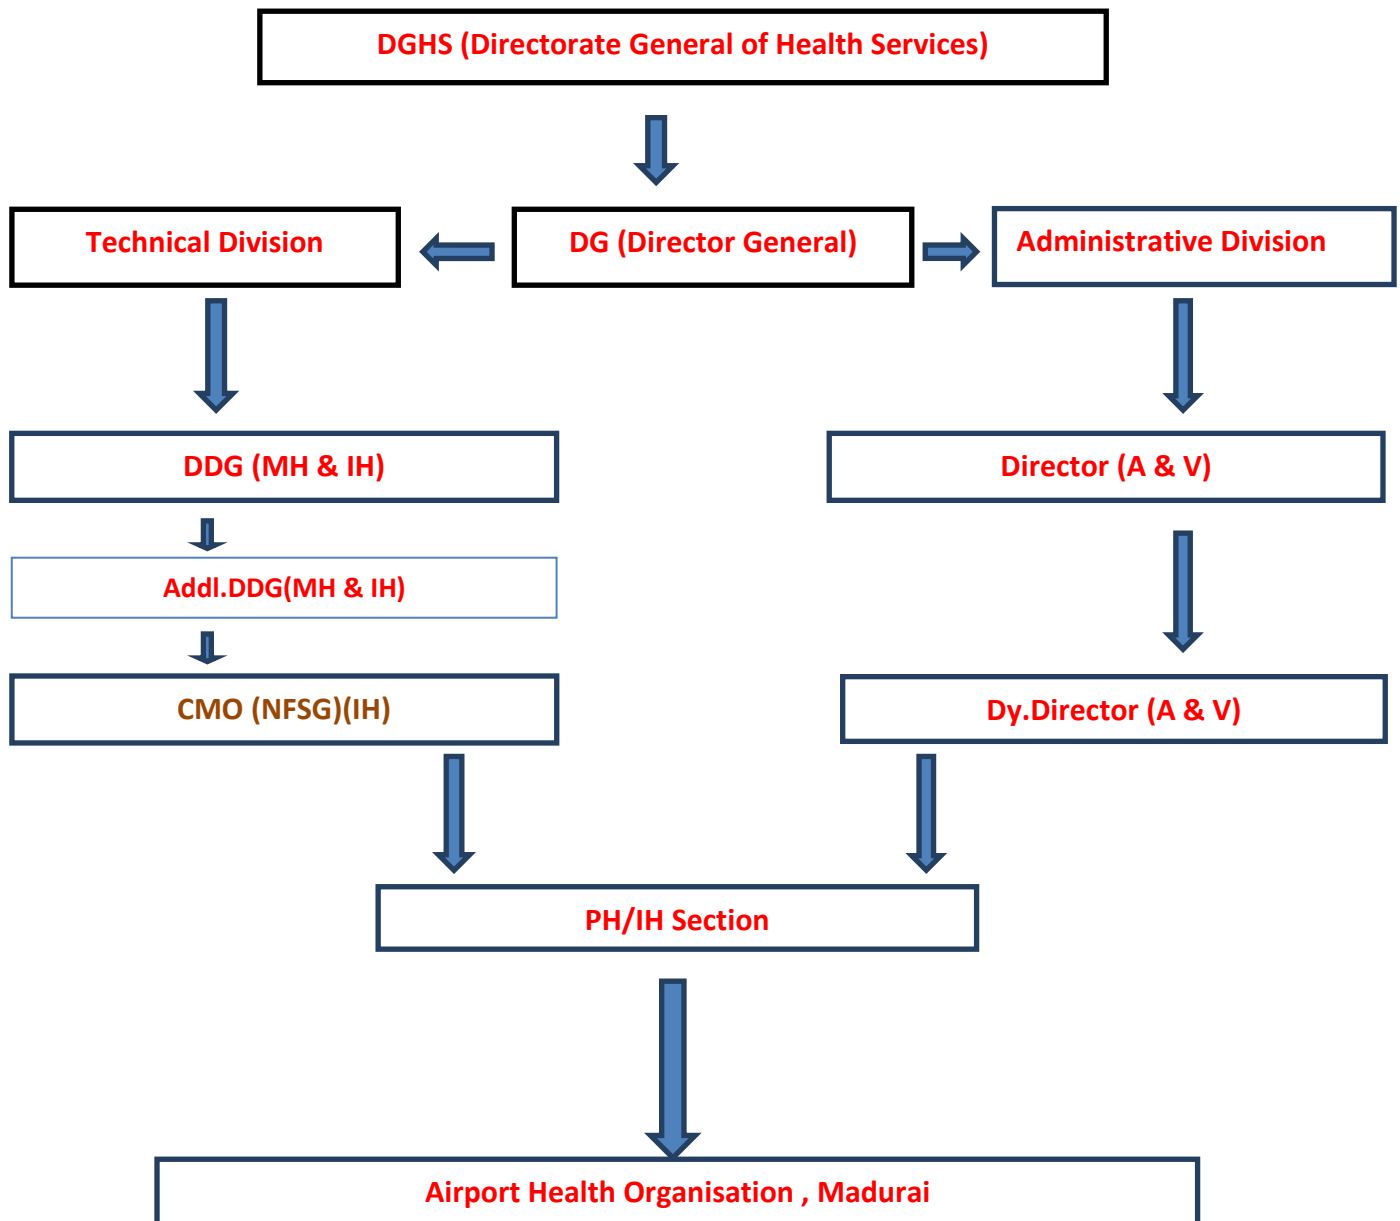 DGHS (Directorate General of Health Services)
Technical Division
DG (Director General)
Administrative Division
DDG (MH & IH)
Director (A & V)
Addl.DDG(MH & IH)
CMO (NFSG)(IH)
Dy.Director (A & V)
PH/IH Section
Airport Health Organisation , Madurai